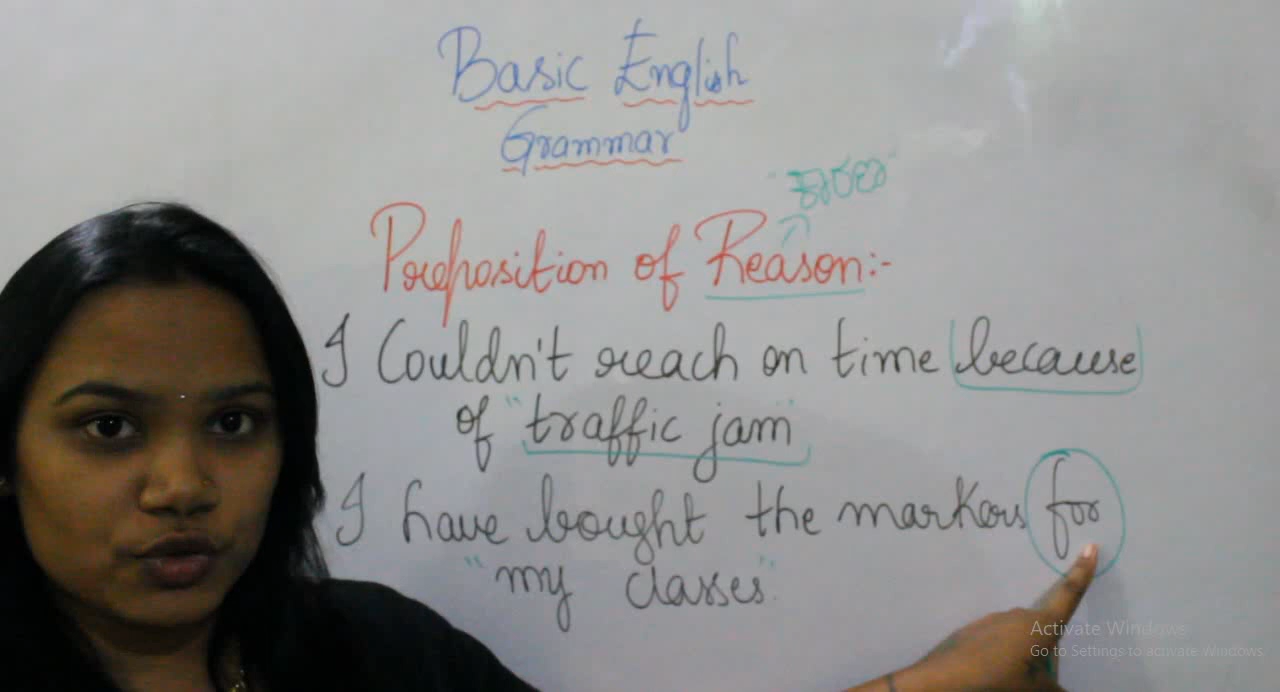 Basic English
Grammar
"ಕಾರಣ"
Preposition of Reason:-
I Couldn't reach on time because
of "traffic jam"
I have bought the markers for
"my classes".
Activate Windows
Go to Settings to activate Windows.